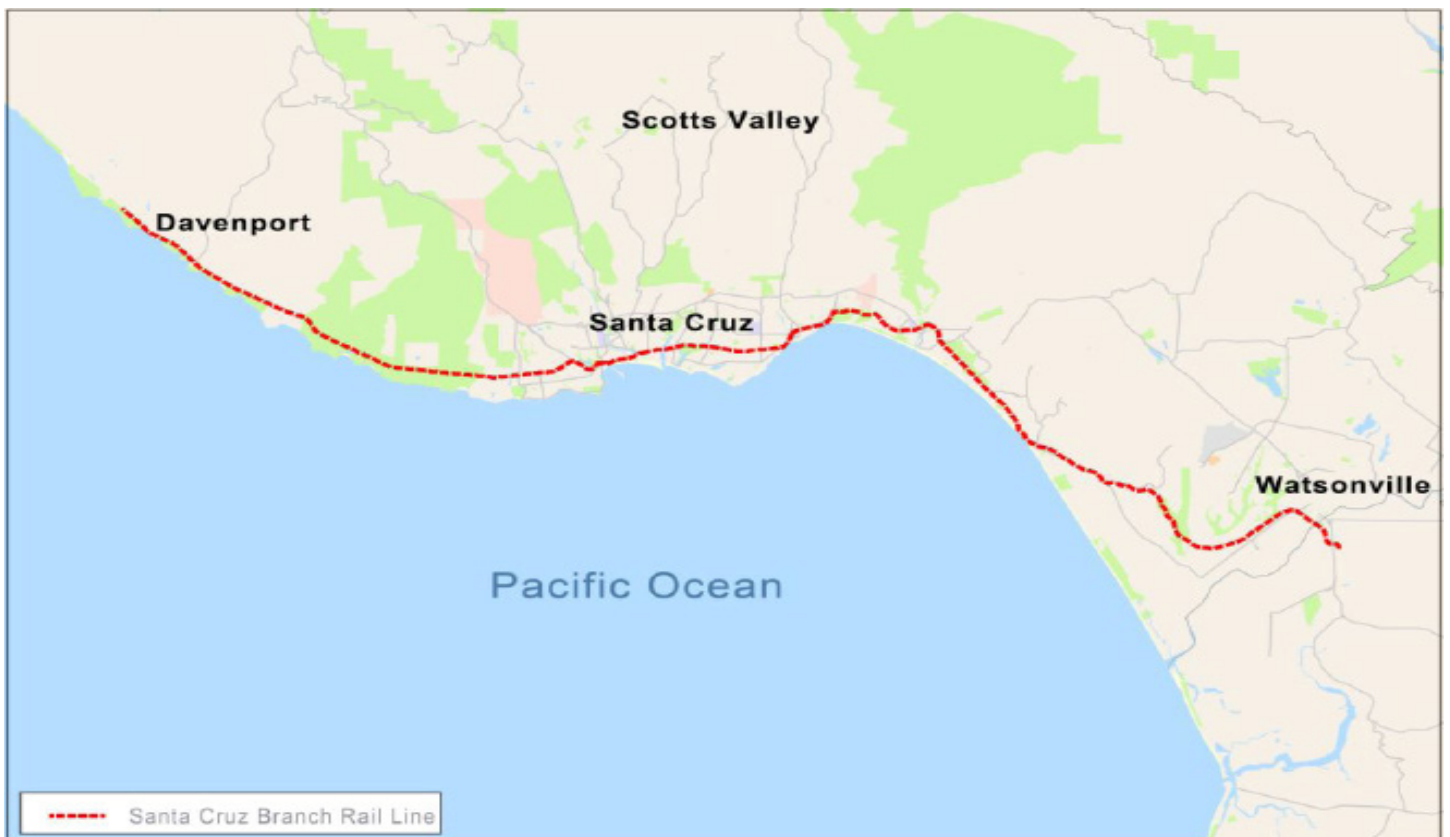 Scotts Valley
Davenport
Santa Cruz
Watsonville
Pacific Ocean
Santa Cruz Branch Rail Line